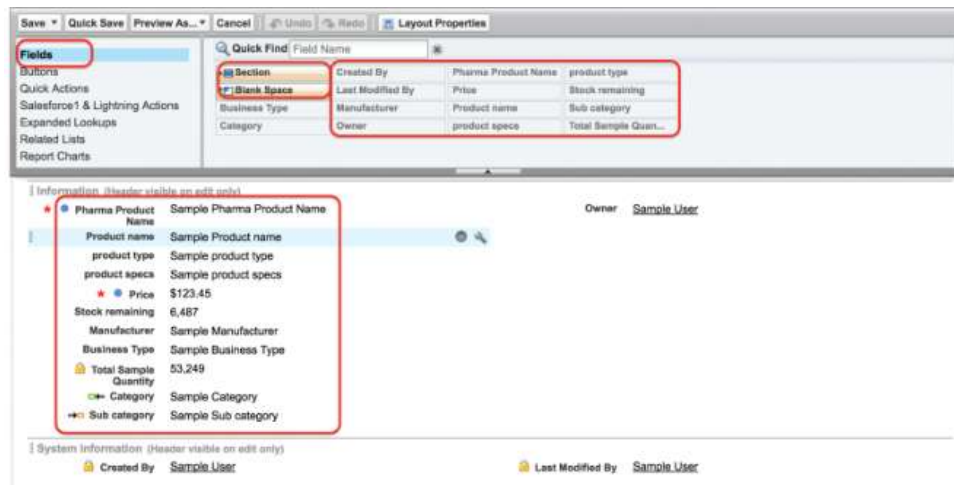 Save Quick Save Preview As... Cancel Undo Redo Layout Properties
Fields
Buttons
Quick Actions
Salesforce1 & Lightning Actions
Expanded Lookups
Related Lists
Report Charts
Quick Find Field Name
Section Created By Pharma Product Name product type
Blank Space Last Modified By Price Stock remaining
Business Type Manufacturer Product name Sub category
Category Owner product specs Total Sample Quan...
Information (Header visible on edit only)
Pharma Product Name Sample Pharma Product Name Owner Sample User
Product name Sample Product name
product type Sample product type
product specs Sample product specs
Price $123.45
Stock remaining 6,487
Manufacturer Sample Manufacturer
Business Type Sample Business Type
Total Sample Quantity 53,249
Category Sample Category
Sub category Sample Sub category
System Information (Header visible on edit only)
Created By Sample User Last Modified By Sample User